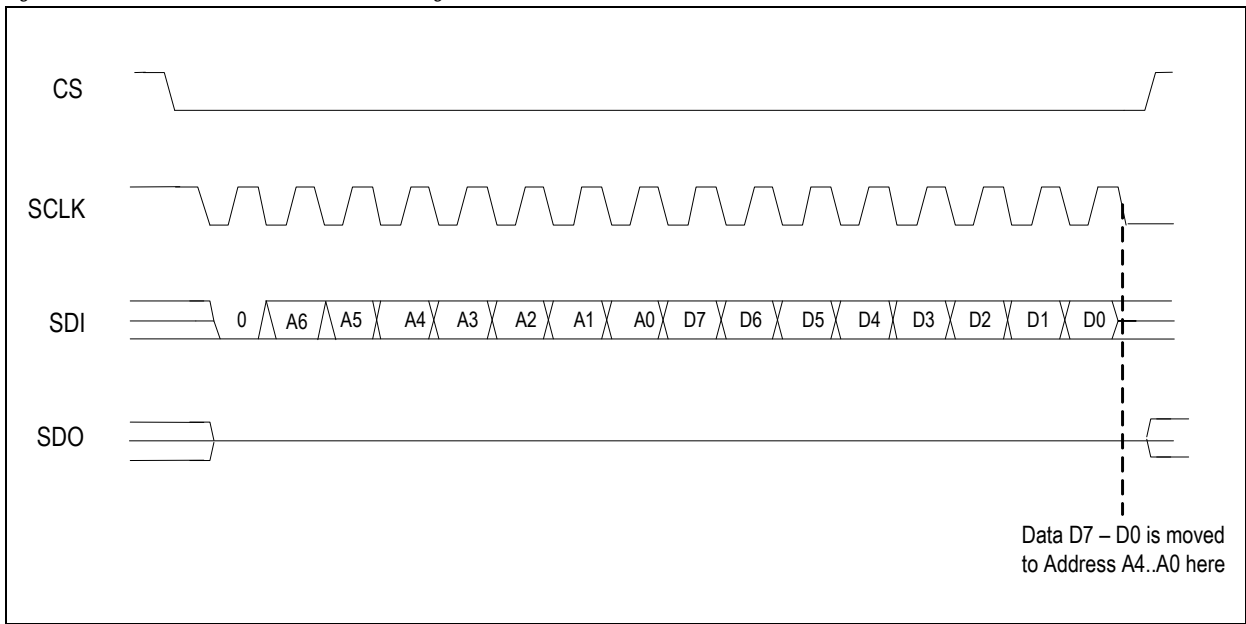 CS
SCLK
SDI
0 A6 A5 A4 A3 A2 A1 A0 D7 D6 D5 D4 D3 D2 D1 D0
SDO
Data D7 – D0 is moved
to Address A4..A0 here